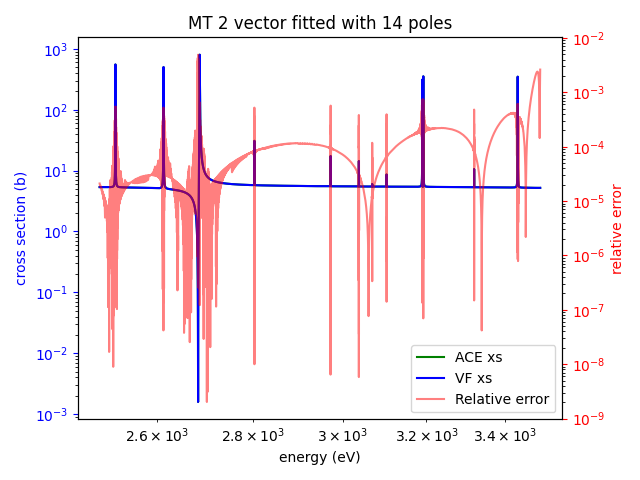 MT 2 vector fitted with 14 poles
10³
10²
10¹
10⁰
10⁻¹
10⁻²
10⁻³
cross section (b)
10⁻²
10⁻³
10⁻⁴
10⁻⁵
10⁻⁶
10⁻⁷
10⁻⁸
10⁻⁹
relative error
ACE xs
VF xs
Relative error
2.6 × 10³ 2.8 × 10³ 3 × 10³ 3.2 × 10³ 3.4 × 10³
energy (eV)